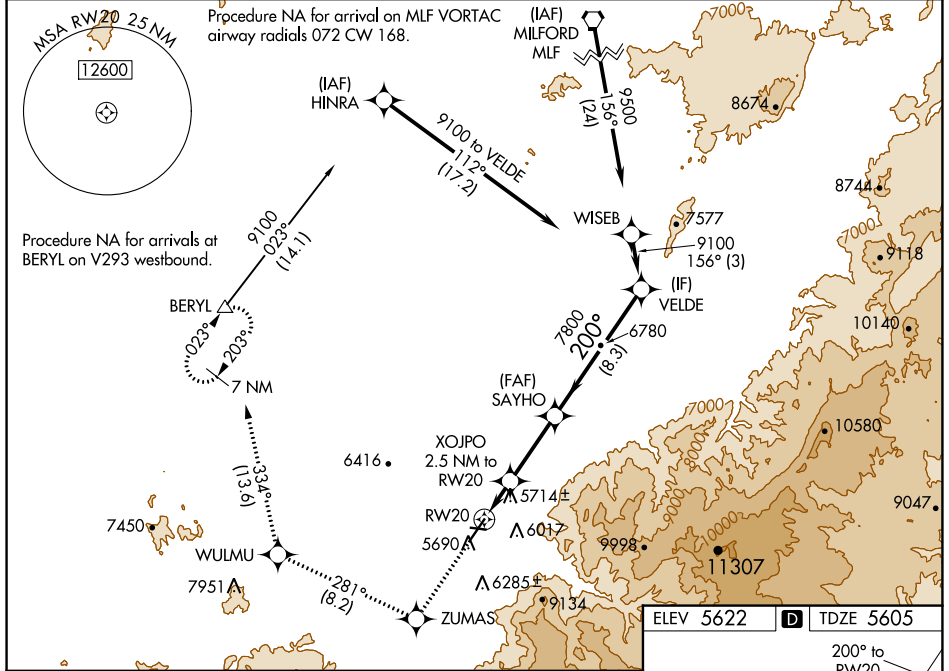 MSA RW20 25 NM
12600
Procedure NA for arrival on MLF VORTAC
airway radials 072 CW 168.
(IAF)
MILFORD
MLF
9500
156°
(24)
(IAF)
HINRA
9100 to VELDE
112°
(17.2)
8674
8744
7000
9118
10140
WISEB
7577
9100
156° (3)
(IF)
VELDE
Procedure NA for arrivals at
BERYL on V293 westbound.
9100
023°
(14.1)
BERYL
023°
203°
7 NM
7800
200°
(8.3)
6780
7000
(FAF)
SAYHO
10580
XOJPO
2.5 NM to
RW20
6416
5714±
9000
9047
334°
(13.6)
7450
RW20
5690
6017
9998
10000
11307
WULMU
7951
281°
(8.2)
6285±
9134
ZUMAS
ELEV 5622
D
TDZE 5605
200° to
RW20